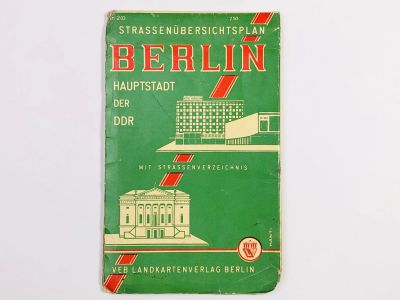 STRASSENÜBERSICHTSPLAN
BERLIN
HAUPTSTADT
DER
DDR
MIT STRASSENVERZEICHNIS
VEB LANDKARTENVERLAG BERLIN